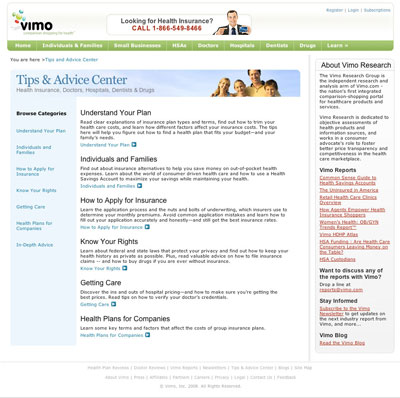 Register | Login | Subscriptions
vimo
comparison shopping for health
Looking for Health Insurance?
CALL 1-866-549-8466
Home Individuals & Families Small Businesses HSAs Doctors Hospitals Dentists Learn »
You are here >Tips and Advice Center
Tips & Advice Center
Health Insurance, Doctors, Hospitals, Dentists & Drugs
Browse Categories
Understand Your Plan
Individuals and Families
How to Apply for Insurance
Know Your Rights
Getting Care
Health Plans for Companies
In-Depth Advice
Understand Your Plan
Read clear explanations of insurance plan types and terms, find out how to trim your health care costs, and learn how different factors affect your insurance costs. The tips here will help you figure out how to find a health plan that fits your budget—and your family's needs.
Understand Your Plan
Individuals and Families
Find out about insurance alternatives to help you save money on out-of-pocket health expenses. Learn about the world of consumer driven health care and how to use a Health Savings Account to maximize your savings while maintaining your health.
Individuals & Families
How to Apply for Insurance
Learn the application process and the nuts and bolts of underwriting, which insurers use to determine your monthly premiums. Avoid common application mistakes and learn how to fill out your application accurately and honestly—and still get the best insurance rates.
How to Apply for Insurance
Know Your Rights
Learn about federal and state laws that protect your privacy and find out how to keep your health history as private as possible. Plus, read valuable advice on how to file insurance claims -- and how to buy drugs if you are ever without insurance.
Know Your Rights
Getting Care
Discover the ins and outs of hospital pricing—and how to make sure you're getting the best prices. Read tips on how to verify your doctor's credentials.
Getting Care
Health Plans for Companies
Learn some key terms and factors that affect the costs of group insurance plans.
Health Plans for Companies
About Vimo Research
The Vimo Research Group is the independent research and analysis arm of Vimo.com - the nation's first integrated comparison-shopping portal for healthcare products and services.
Vimo Research is dedicated to objective assessments of health products and information sources, and works in a consumer advocate's role to foster better price transparency and competitiveness in the health care marketplace.
Vimo Reports
Common Sense Guide to Health Savings Accounts
The Uninsured in America
Retail Health Care Clinics Overview
How Agents Empower Health Insurance Shoppers
Women's Health: OB/GYN Trends Report™
Vimo HDHP Atlas
HSA Funding : Are Health Care Consumers Leaving Money on the Table?
HSA Custodians
Want to discuss any of the reports with Vimo?
Drop a line at
reports@vimo.com
Stay Informed
Subscribe to the Vimo Newsletter to get updates on the next industry report from Vimo, and more...
Vimo Blog
Read the Vimo Blog
Health Plan Reviews | Doctor Reviews | Vimo Reports | Newsletters | Tips & Advice Center | Blogs | Site Map
About Vimo | Press | Affiliates | Partners | Careers | Privacy | Legal | Contact Us | Feedback
© Vimo, Inc. 2008. All Rights Reserved.